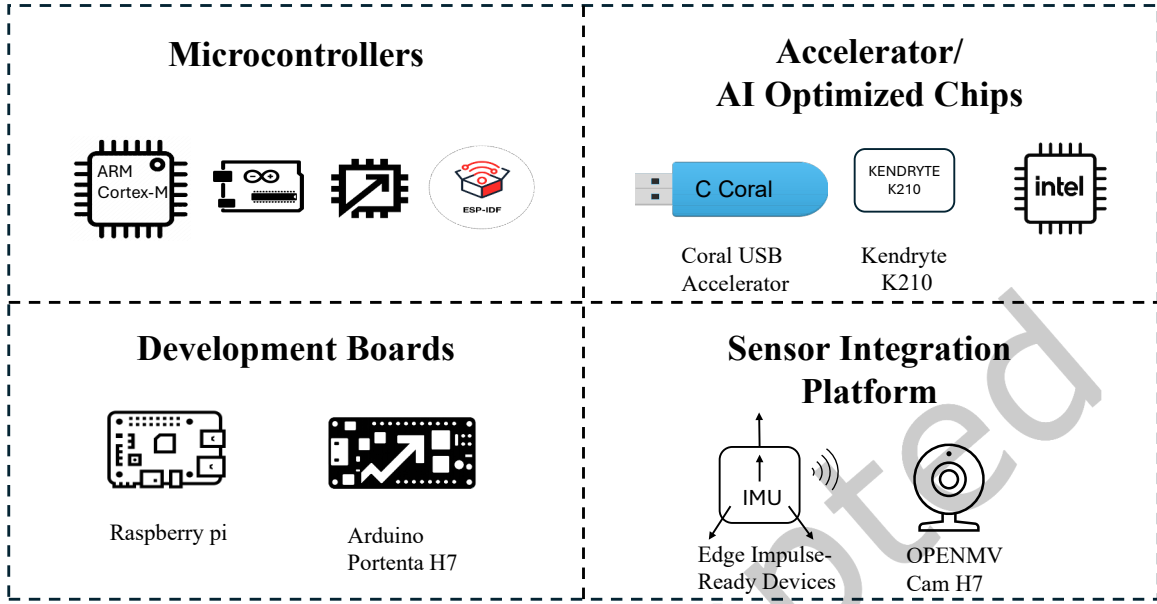 Microcontrollers
ARM
Cortex-M
ESP-IDF
Accelerator/
AI Optimized Chips
C Coral
KENDRYTE
K210
intel
Coral USB
Accelerator
Kendryte
K210
Development Boards
Raspberry pi
Arduino
Portenta H7
Sensor Integration
Platform
IMU
Edge Impulse-
Ready Devices
OPENMV
Cam H7
pted